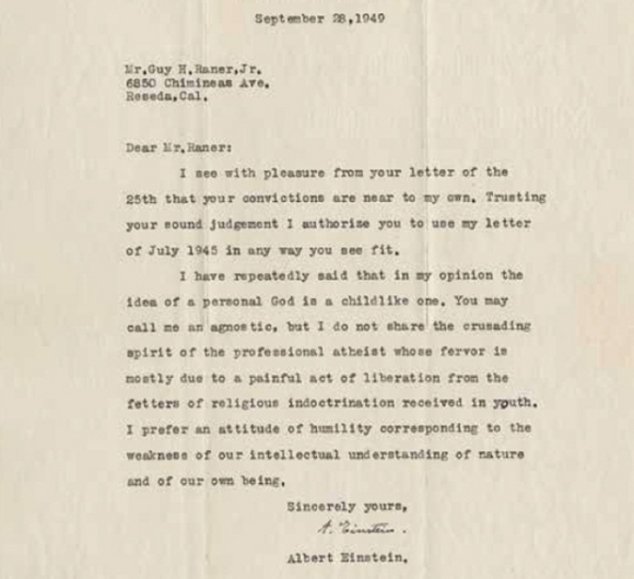 September 28,1949
Mr.Guy H.Raner,Jr.
6850 Chimineas Ave.
Reseda,Cal.
Dear Mr.Raner:
I see with pleasure from your letter of the
25th that your convictions are near to my own. Trusting
your sound judgement I authorize you to use my letter
of July 1945 in any way you see fit.
I have repeatedly said that in my opinion the
idea of a personal God is a childlike one. You may
call me an agnostic, but I do not share the crusading
spirit of the professional atheist whose fervor is
mostly due to a painful act of liberation from the
fetters of religious indoctrination received in youth.
I prefer an attitude of humility corresponding to the
weakness of our intellectual understanding of nature
and of our own being.
Sincerely yours,
A. Einstein.
Albert Einstein.